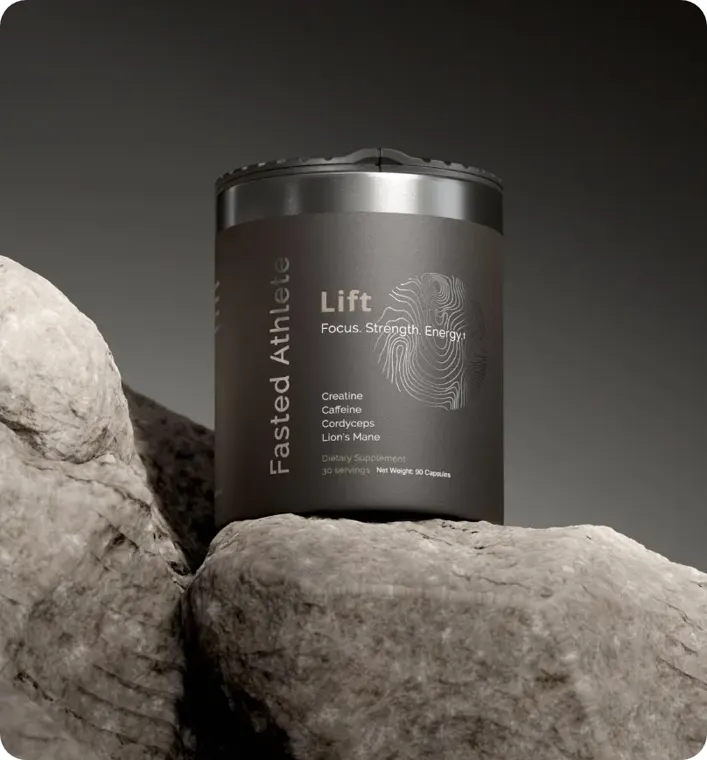 Fasted Athlete
Lift
Focus. Strength. Energy.¹
Creatine
Caffeine
Cordyceps
Lion's Mane
Dietary Supplement
30 servings Net Weight: 90 Capsules